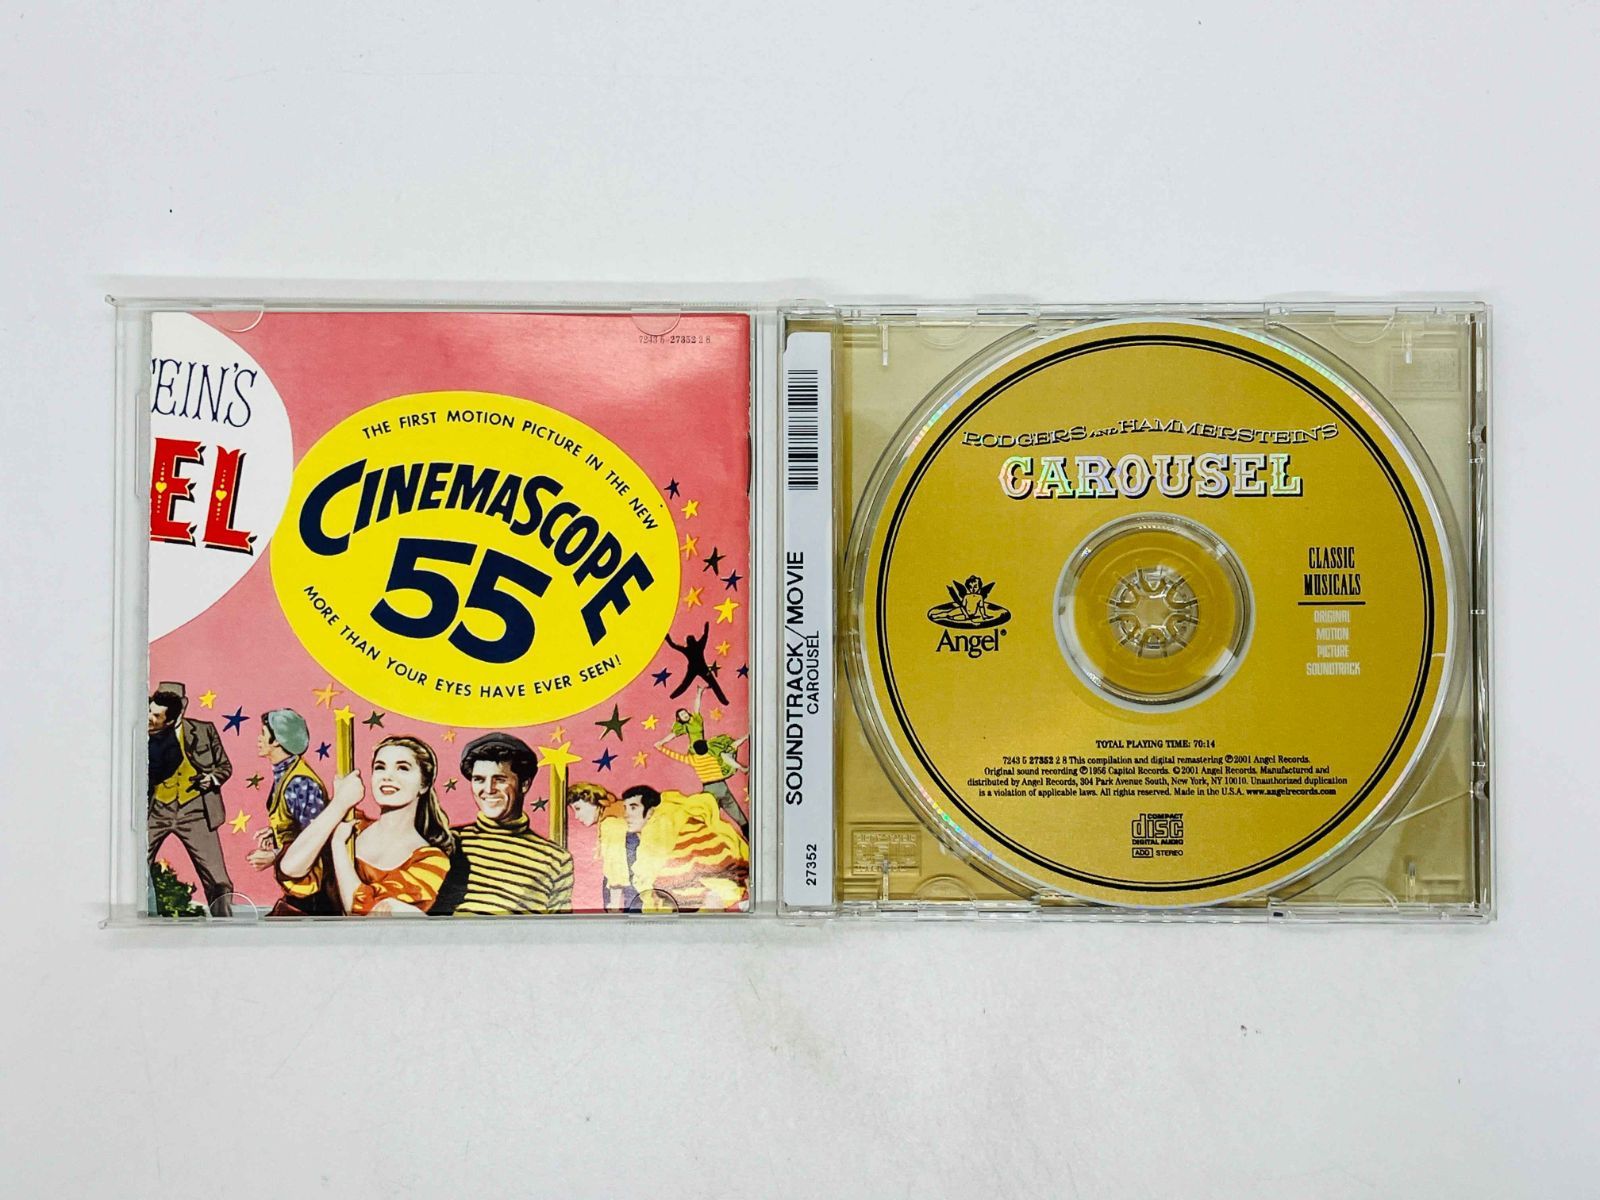 7243 5 27352 2 8
EIN'S
EL
THE FIRST MOTION PICTURE IN THE NEW
CINEMASCOPE
55
MORE THAN YOUR EYES HAVE EVER SEEN!
SOUNDTRACK/MOVIE
CAROUSEL
27352
RODGERS AND HAMMERSTEIN'S
CAROUSEL
Angel®
CLASSIC
MUSICALS
ORIGINAL
MOTION
PICTURE
SOUNDTRACK
TOTAL PLAYING TIME: 70:14
7243 5 27352 2 8 This compilation and digital remastering ℗2001 Angel Records.
Original sound recording ℗1956 Capitol Records. ©2001 Angel Records. Manufactured and
distributed by Angel Records, 304 Park Avenue South, New York, NY 10010. Unauthorized duplication
is a violation of applicable laws. All rights reserved. Made in the U.S.A. www.angelrecords.com
COMPACT
disc
DIGITAL AUDIO
ADD STEREO